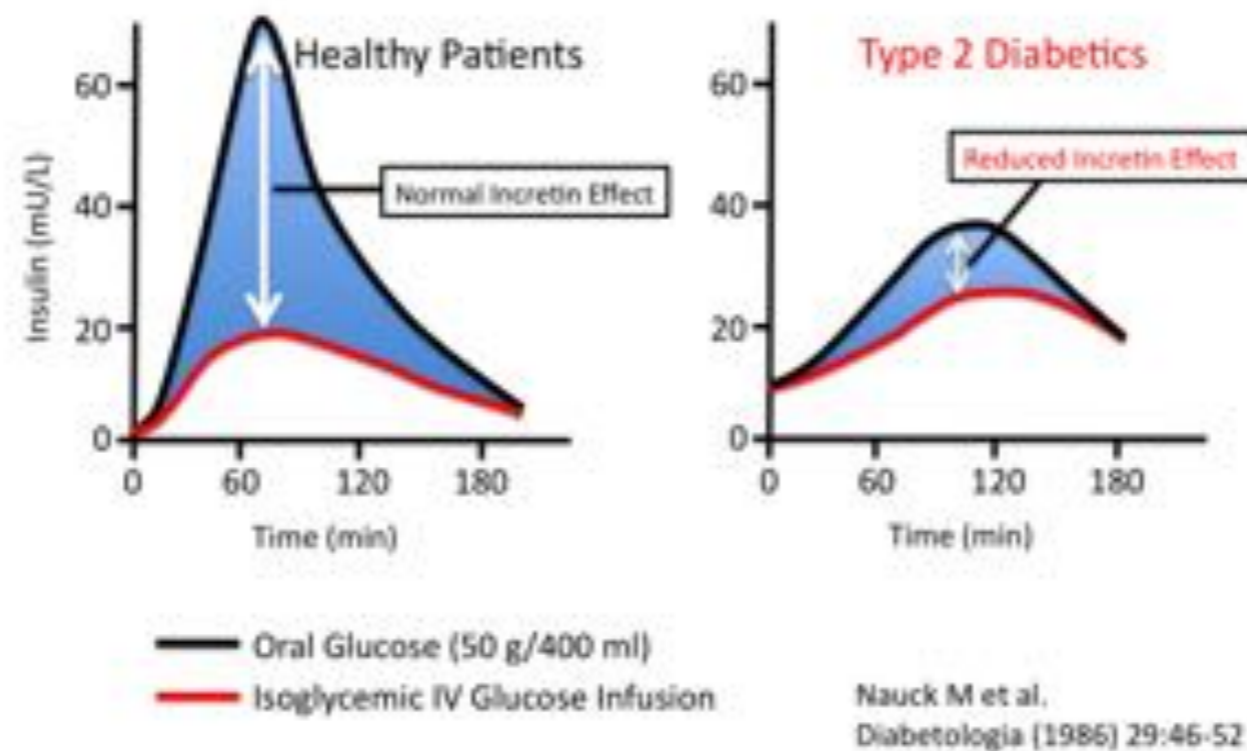 Healthy Patients
Insulin (mU/L)
60
40
20
0
Normal Incretin Effect
0 60 120 180
Time (min)
Type 2 Diabetics
60
40
20
0
Reduced Incretin Effect
0 60 120 180
Time (min)
Oral Glucose (50 g/400 ml)
Isoglycemic IV Glucose Infusion
Nauck M et al.
Diabetologia (1986) 29:46-52